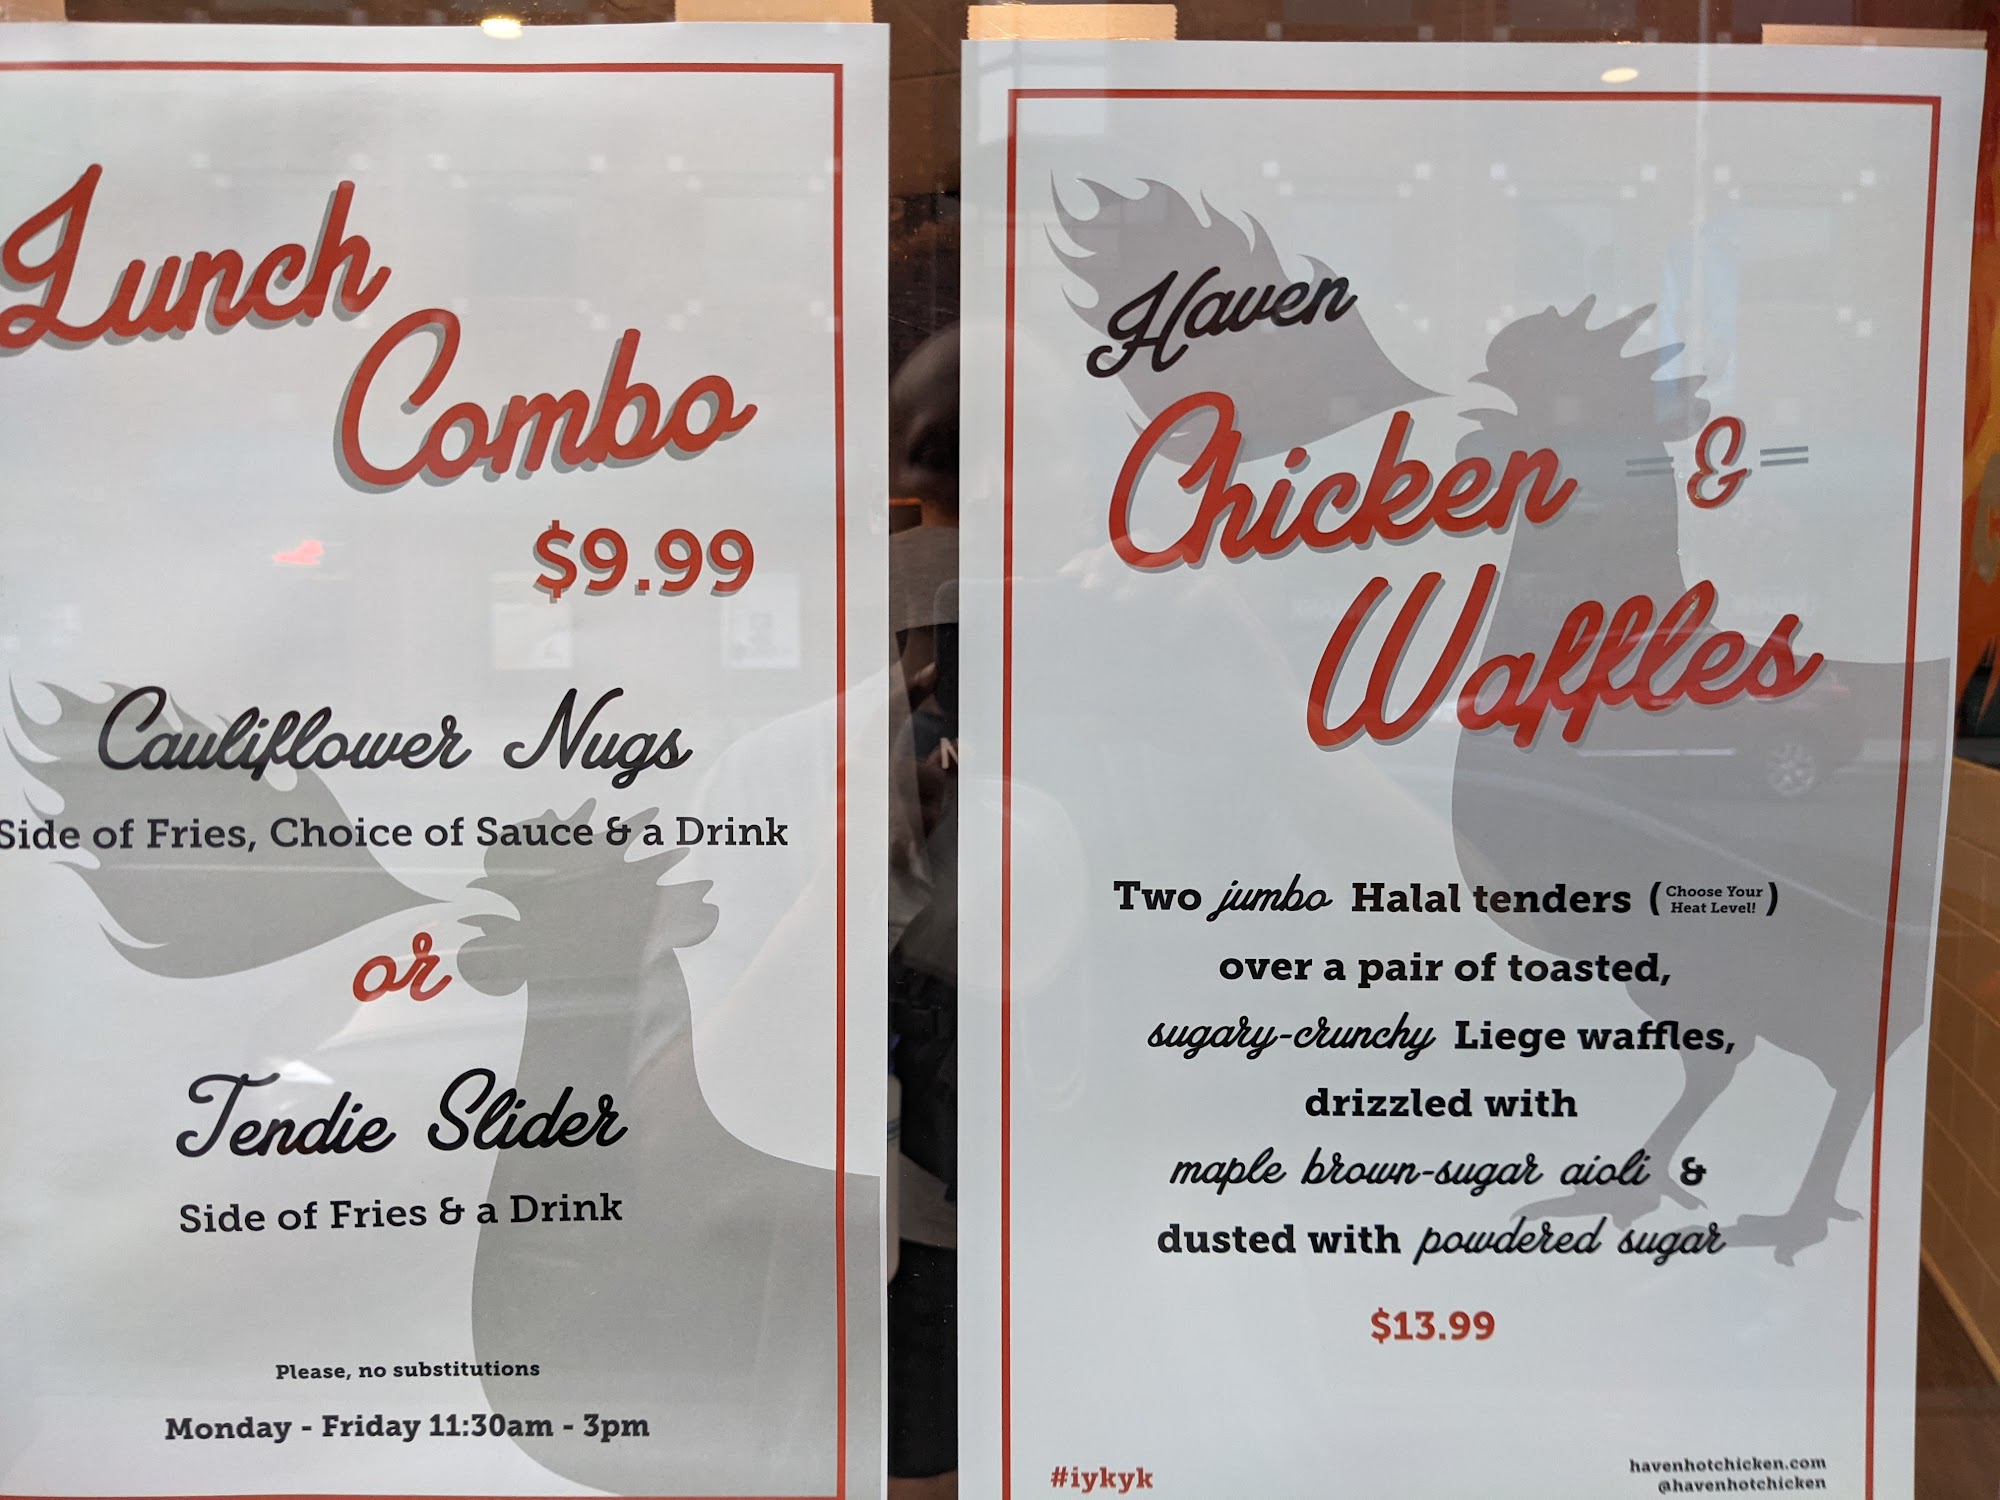 Lunch
Combo
$9.99
Cauliflower Nugs
Side of Fries, Choice of Sauce & a Drink
or
Tendie Slider
Side of Fries & a Drink
Please, no substitutions
Monday - Friday 11:30am - 3pm
Haven
Chicken = & =
Waffles
Two jumbo Halal tenders (Choose Your Heat Level!)
over a pair of toasted,
sugary-crunchy Liege waffles,
drizzled with
maple brown-sugar aioli &
dusted with powdered sugar
$13.99
#iykyk
havenhotchicken.com
@havenhotchicken